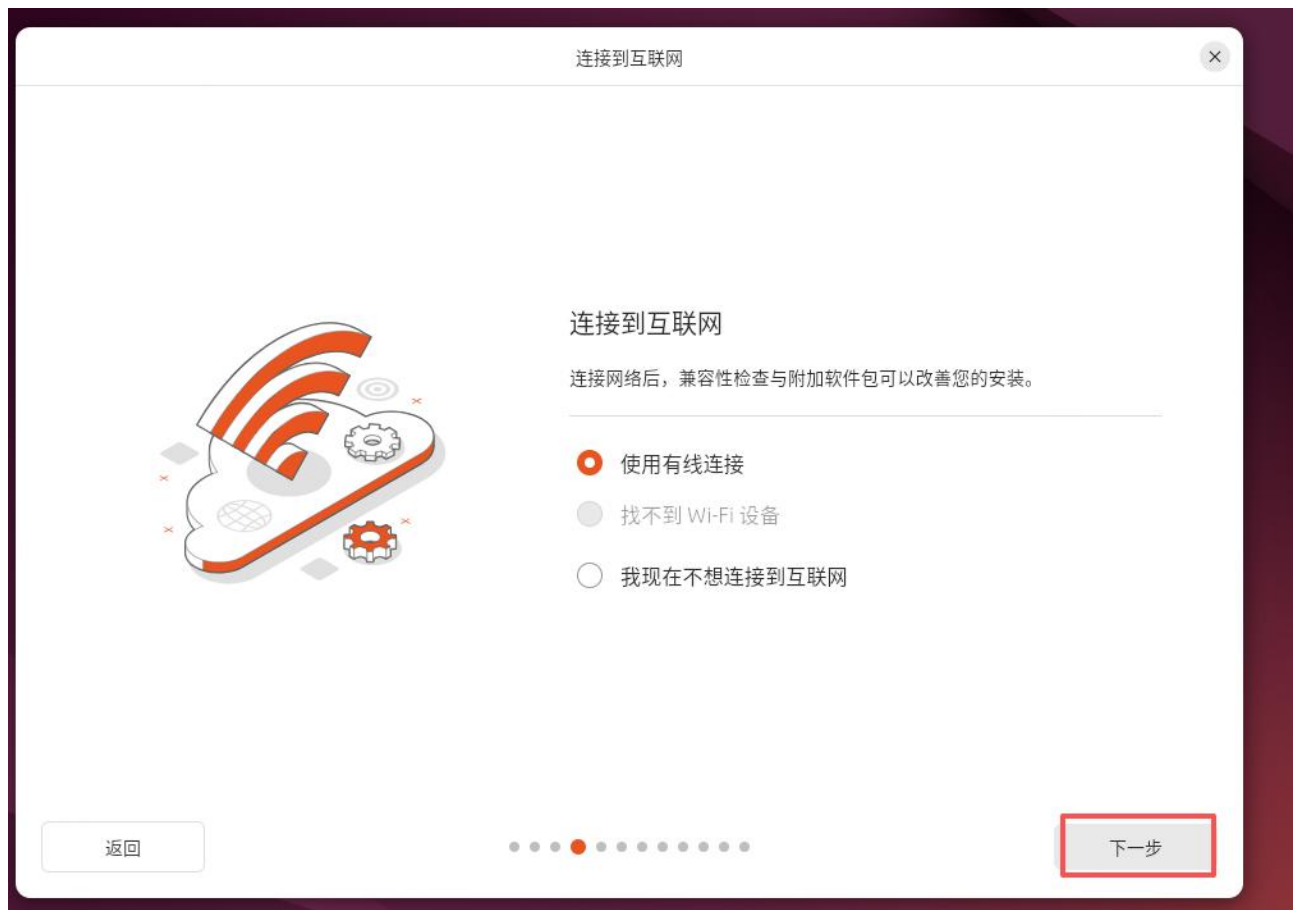 连接到互联网
连接到互联网
连接网络后，兼容性检查与附加软件包可以改善您的安装。
使用有线连接
找不到 Wi-Fi 设备
我现在不想连接到互联网
返回
下一步